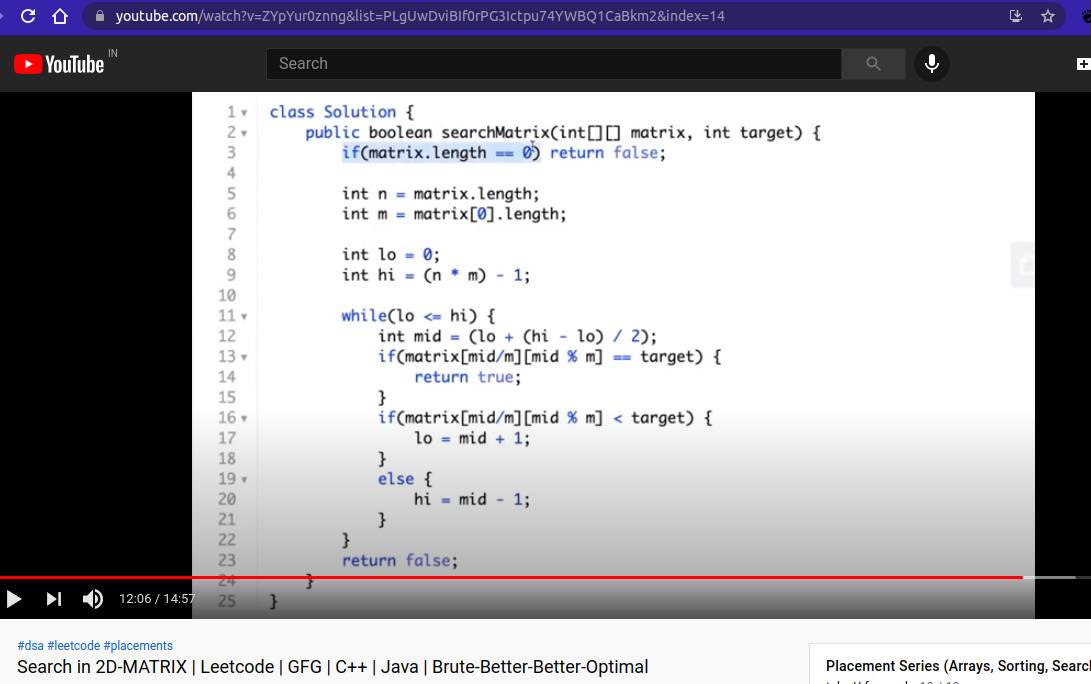 youtube.com/watch?v=ZYpYur0znng&list=PLgUwDviBIf0rPG3Ictpu74YWBQ1CaBkm2&index=14
YouTube IN
Search
1 class Solution {
2 public boolean searchMatrix(int[][] matrix, int target) {
3 if(matrix.length == 0) return false;
4
5 int n = matrix.length;
6 int m = matrix[0].length;
7
8 int lo = 0;
9 int hi = (n * m) - 1;
10
11 while(lo <= hi) {
12 int mid = (lo + (hi - lo) / 2);
13 if(matrix[mid/m][mid % m] == target) {
14 return true;
15 }
16 if(matrix[mid/m][mid % m] < target) {
17 lo = mid + 1;
18 }
19 else {
20 hi = mid - 1;
21 }
22 }
23 return false;
24 }
25 }
12:06 / 14:57
#dsa #leetcode #placements
Search in 2D-MATRIX | Leetcode | GFG | C++ | Java | Brute-Better-Better-Optimal
Placement Series (Arrays, Sorting, Searc